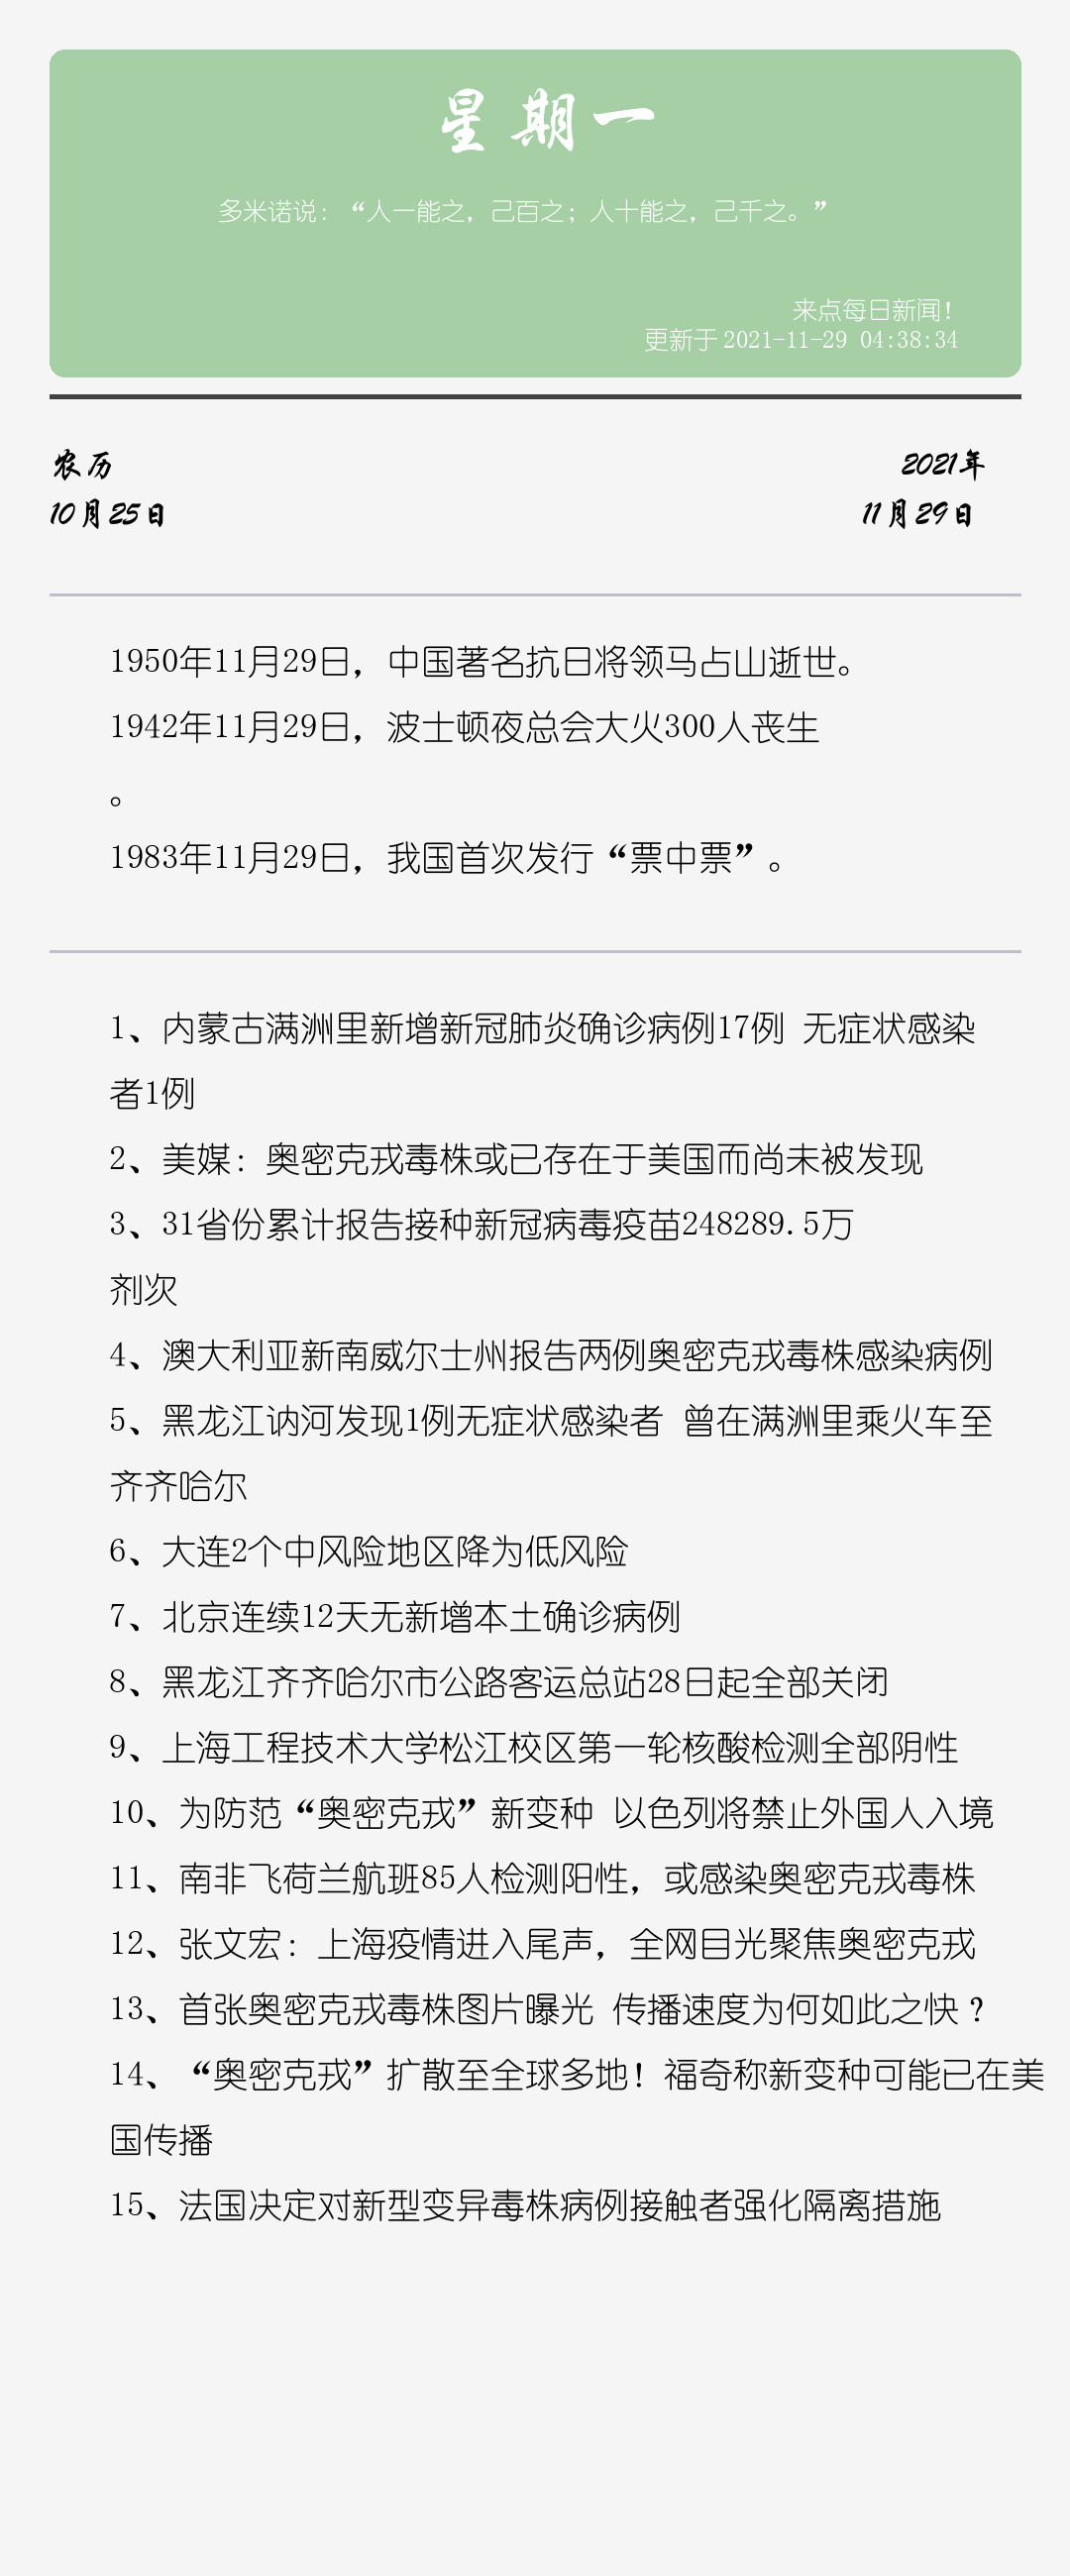 星期一
多米诺说：“人一能之，己百之；人十能之，己千之。”
来点每日新闻！
更新于2021-11-29 04:38:34
农历
10月25日
2021年
11月29日
1950年11月29日，中国著名抗日将领马占山逝世。
1942年11月29日，波士顿夜总会大火300人丧生
。
1983年11月29日，我国首次发行“票中票”。
1、内蒙古满洲里新增新冠肺炎确诊病例17例 无症状感染
者1例
2、美媒：奥密克戎毒株或已存在于美国而尚未被发现
3、31省份累计报告接种新冠病毒疫苗248289.5万
剂次
4、澳大利亚新南威尔士州报告两例奥密克戎毒株感染病例
5、黑龙江讷河发现1例无症状感染者 曾在满洲里乘火车至
齐齐哈尔
6、大连2个中风险地区降为低风险
7、北京连续12天无新增本土确诊病例
8、黑龙江齐齐哈尔市公路客运总站28日起全部关闭
9、上海工程技术大学松江校区第一轮核酸检测全部阴性
10、为防范“奥密克戎”新变种 以色列将禁止外国人入境
11、南非飞荷兰航班85人检测阳性，或感染奥密克戎毒株
12、张文宏：上海疫情进入尾声，全网目光聚焦奥密克戎
13、首张奥密克戎毒株图片曝光 传播速度为何如此之快？
14、“奥密克戎”扩散至全球多地！福奇称新变种可能已在美
国传播
15、法国决定对新型变异毒株病例接触者强化隔离措施